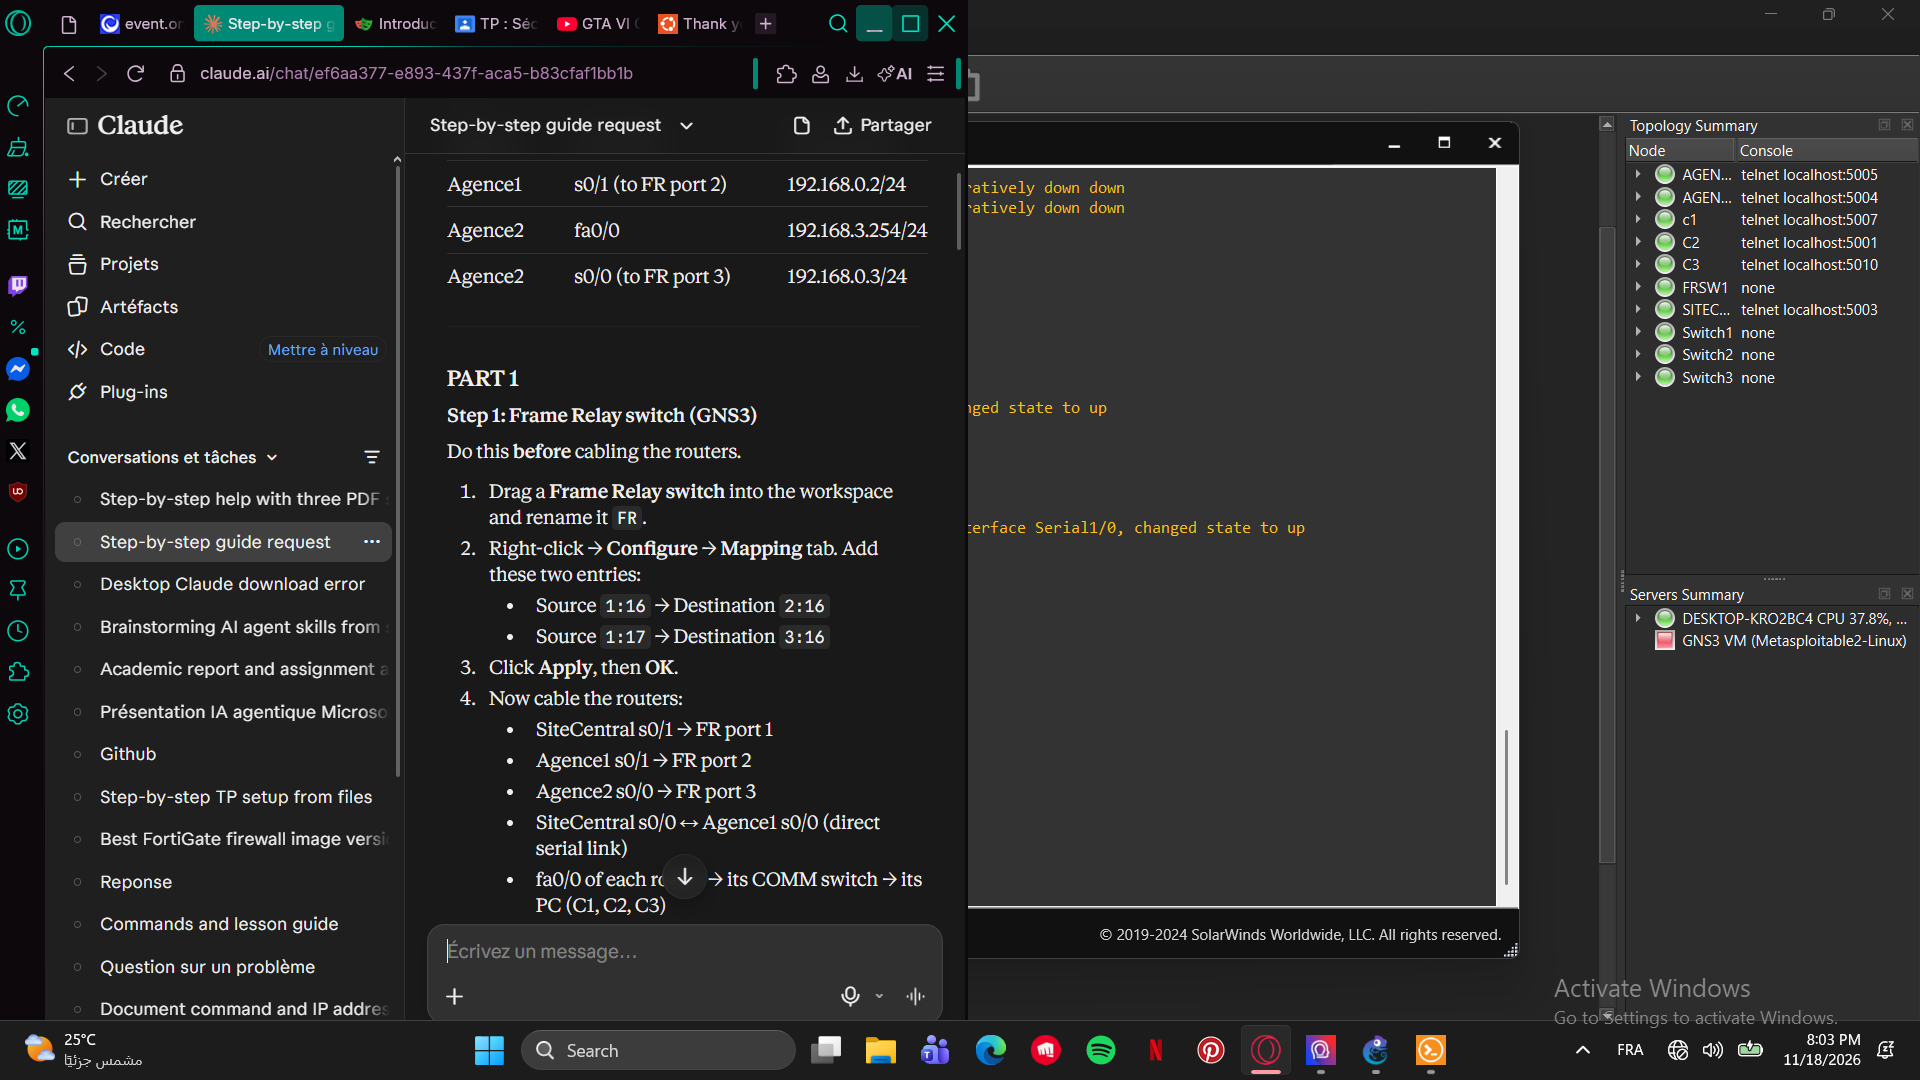 event.or
Step-by-step g
Introduc
TP : Séc
GTA VI
Thank y
claude.ai/chat/ef6aa377-e893-437f-aca5-b83cfaf1bb1b
AI
Claude
Créer
Rechercher
Projets
Artéfacts
Code
Mettre à niveau
Plug-ins
Conversations et tâches
Step-by-step help with three PDF
Step-by-step guide request
Desktop Claude download error
Brainstorming AI agent skills from
Academic report and assignment a
Présentation IA agentique Microso
Github
Step-by-step TP setup from files
Best FortiGate firewall image versi
Reponse
Commands and lesson guide
Question sur un problème
Document command and IP addres
Step-by-step guide request
Partager
Agence1 s0/1 (to FR port 2) 192.168.0.2/24
Agence2 fa0/0 192.168.3.254/24
Agence2 s0/0 (to FR port 3) 192.168.0.3/24
PART 1
Step 1: Frame Relay switch (GNS3)
Do this before cabling the routers.
1. Drag a Frame Relay switch into the workspace
and rename it FR.
2. Right-click → Configure → Mapping tab. Add
these two entries:
• Source 1:16 → Destination 2:16
• Source 1:17 → Destination 3:16
3. Click Apply, then OK.
4. Now cable the routers:
• SiteCentral s0/1 → FR port 1
• Agence1 s0/1 → FR port 2
• Agence2 s0/0 → FR port 3
• SiteCentral s0/0 ↔ Agence1 s0/0 (direct
serial link)
• fa0/0 of each ro → its COMM switch → its
PC (C1, C2, C3)
Écrivez un message...
ratively down down
ratively down down
nged state to up
terface Serial1/0, changed state to up
© 2019-2024 SolarWinds Worldwide, LLC. All rights reserved.
Topology Summary
Node Console
AGEN... telnet localhost:5005
AGEN... telnet localhost:5004
c1 telnet localhost:5007
C2 telnet localhost:5001
C3 telnet localhost:5010
FRSW1 none
SITEC... telnet localhost:5003
Switch1 none
Switch2 none
Switch3 none
Servers Summary
DESKTOP-KRO2BC4 CPU 37.8%, ...
GNS3 VM (Metasploitable2-Linux)
Activate Windows
Go to Settings to activate Windows.
25°C
مشمس جزئيًا
Search
FRA
8:03 PM
11/18/2026